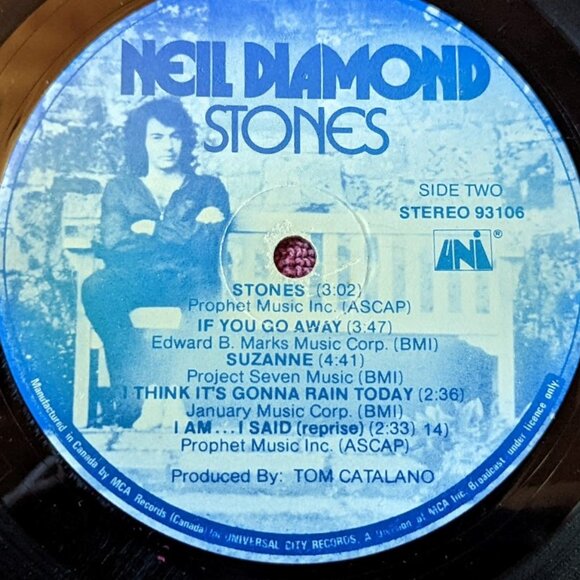 NEIL DIAMOND
STONES
SIDE TWO
STEREO 93106
UNI ®
STONES (3:02)
Prophet Music Inc. (ASCAP)
IF YOU GO AWAY (3:47)
Edward B. Marks Music Corp. (BMI)
SUZANNE (4:41)
Project Seven Music (BMI)
I THINK IT'S GONNA RAIN TODAY (2:36)
January Music Corp. (BMI)
I AM...I SAID (reprise) (2:33) 14)
Prophet Music Inc. (ASCAP)
Produced By: TOM CATALANO
Manufactured in Canada by MCA Records (Canada) for UNIVERSAL CITY RECORDS, A Division of MCA Inc. Broadcast under licence only.